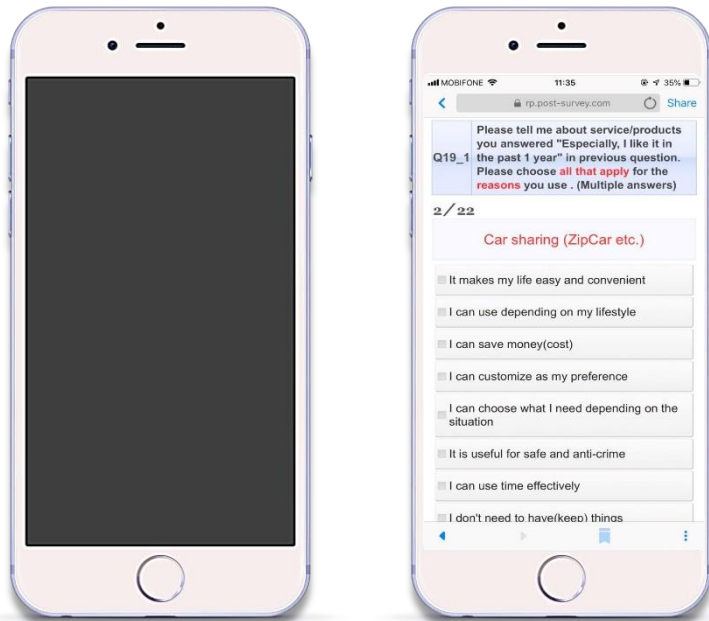 MOBIFONE 11:35 35%
rp.post-survey.com Share
Q19_1 Please tell me about service/products
you answered "Especially, I like it in
the past 1 year" in previous question.
Please choose all that apply for the
reasons you use . (Multiple answers)
2/22
Car sharing (ZipCar etc.)
It makes my life easy and convenient
I can use depending on my lifestyle
I can save money(cost)
I can customize as my preference
I can choose what I need depending on the
situation
It is useful for safe and anti-crime
I can use time effectively
I don't need to have(keep) things